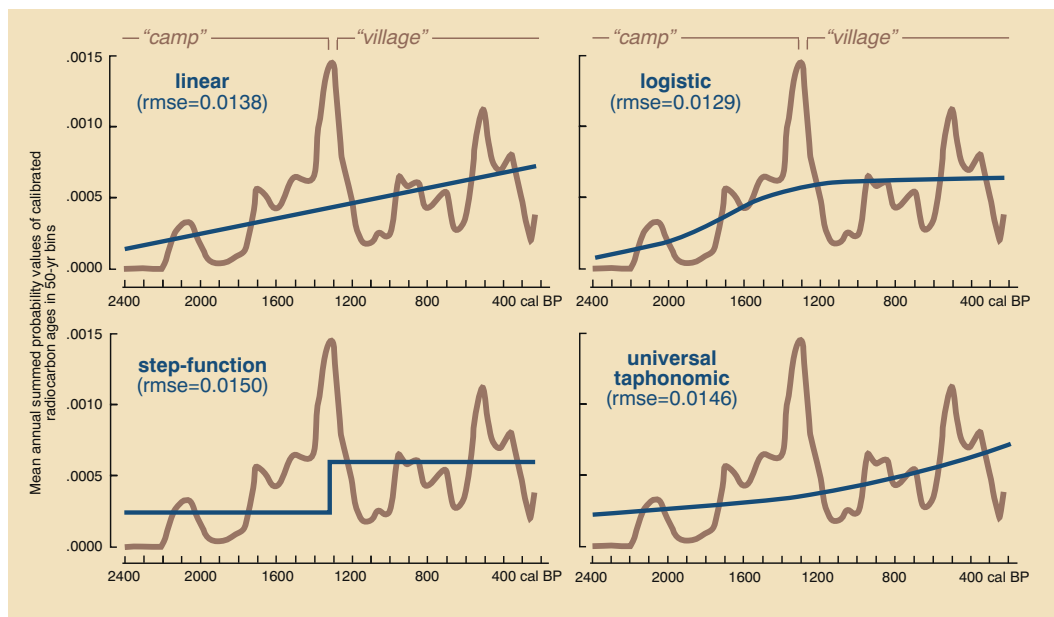 “camp” “village”
“camp” “village”
Mean annual summed probability values of calibrated
radiocarbon ages in 50-yr bins
.0015
.0010
.0005
.0000
linear
(rmse=0.0138)
2400 2000 1600 1200 800 400 cal BP
logistic
(rmse=0.0129)
2400 2000 1600 1200 800 400 cal BP
.0015
.0010
.0005
.0000
step-function
(rmse=0.0150)
2400 2000 1600 1200 800 400 cal BP
universal
taphonomic
(rmse=0.0146)
2400 2000 1600 1200 800 400 cal BP